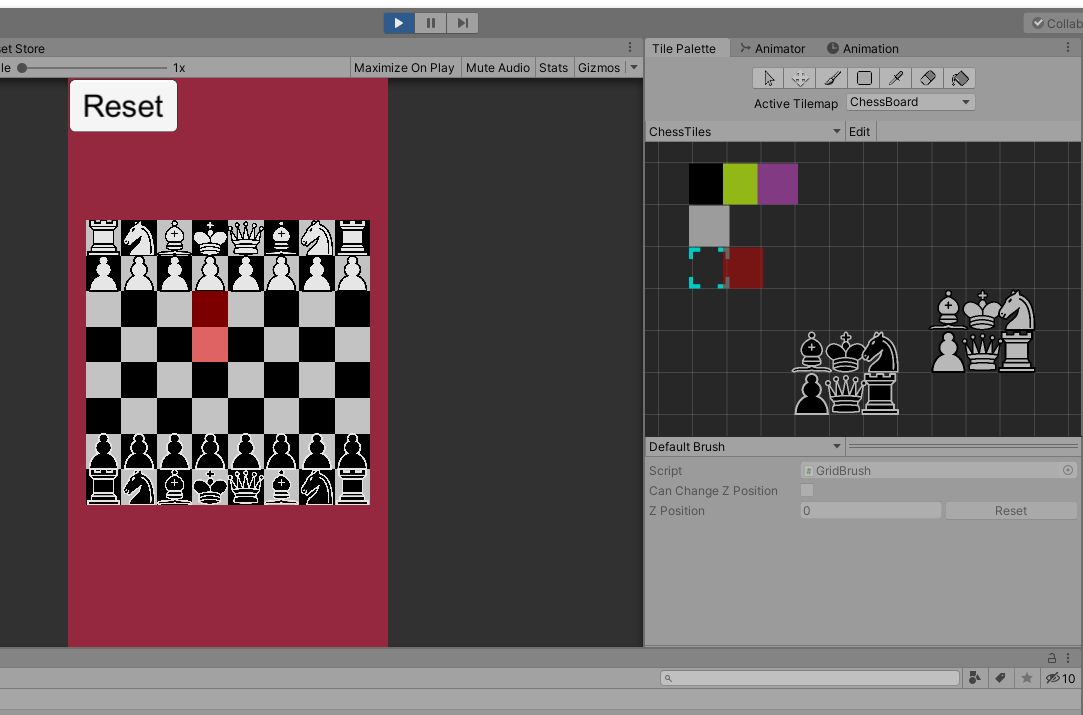 Collab
et Store
Tile Palette
Animator
Animation
le
1x
Maximize On Play
Mute Audio
Stats
Gizmos
Reset
Active Tilemap
ChessBoard
ChessTiles
Edit
Default Brush
Script
GridBrush
Can Change Z Position
Z Position
0
Reset
10